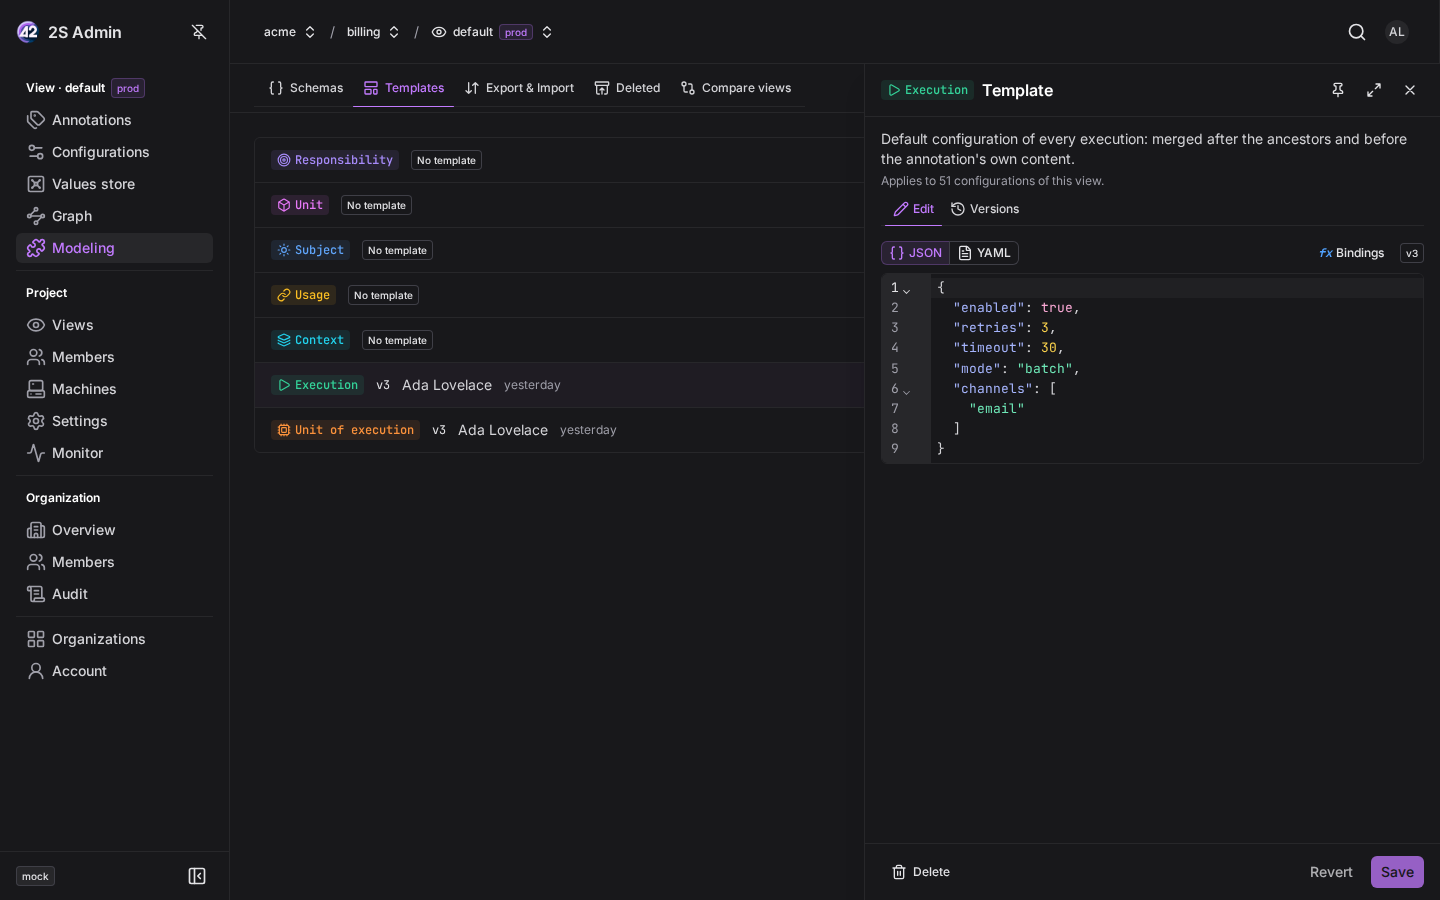 2S Admin
acme / billing / default prod
AL
View · default prod
Annotations
Configurations
Values store
Graph
Modeling
Project
Views
Members
Machines
Settings
Monitor
Organization
Overview
Members
Audit
Organizations
Account
mock
Schemas
Templates
Export & Import
Deleted
Compare views
Responsibility No template
Unit No template
Subject No template
Usage No template
Context No template
Execution v3 Ada Lovelace yesterday
Unit of execution v3 Ada Lovelace yesterday
Execution Template
Default configuration of every execution: merged after the ancestors and before
the annotation's own content.
Applies to 51 configurations of this view.
Edit Versions
JSON YAML fx Bindings v3
1 {
2 "enabled": true,
3 "retries": 3,
4 "timeout": 30,
5 "mode": "batch",
6 "channels": [
7 "email"
8 ]
9 }
Delete Revert Save